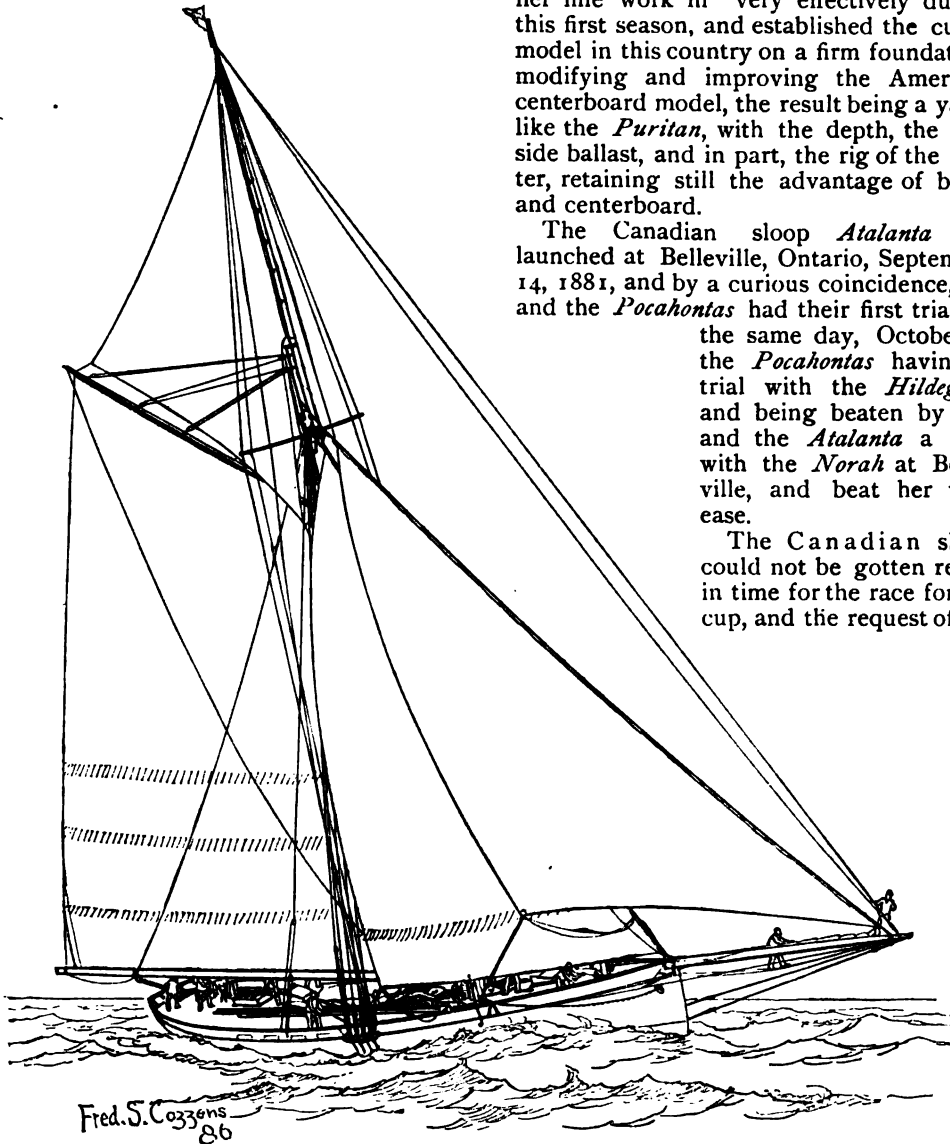 her fine work in very effectively du
this first season, and established the cu
model in this country on a firm foundat
modifying and improving the Amer
centerboard model, the result being a y
like the Puritan, with the depth, the
side ballast, and in part, the rig of the
ter, retaining still the advantage of b
and centerboard.
The Canadian sloop Atalanta
launched at Belleville, Ontario, Septem
14, 1881, and by a curious coincidence,
and the Pocahontas had their first tria
the same day, Octobe
the Pocahontas havin
trial with the Hildeg
and being beaten by
and the Atalanta a
with the Norah at Be
ville, and beat her
ease.
The Canadian sl
could not be gotten re
in time for the race for
cup, and the request of
Fred. S. Cozzens
86